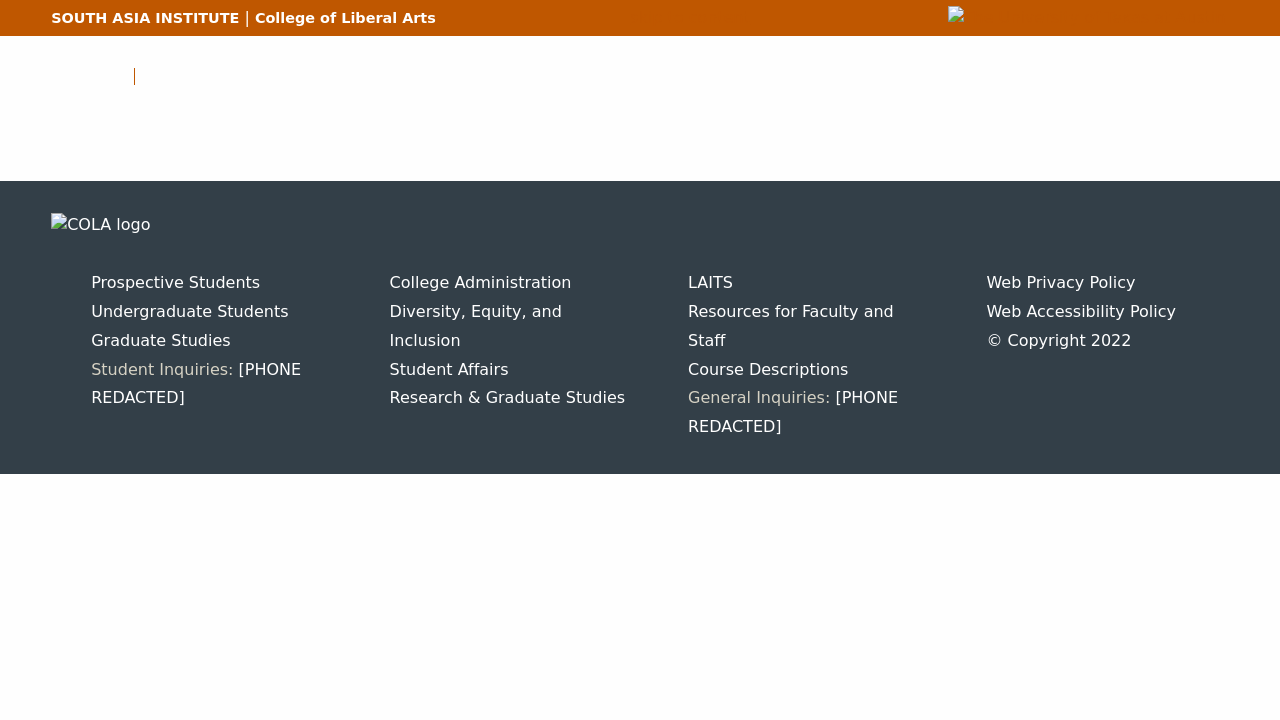 SOUTH ASIA INSTITUTE | College of Liberal Arts
COLA logo
Prospective Students
Undergraduate Students
Graduate Studies
Student Inquiries: [PHONE
REDACTED]
College Administration
Diversity, Equity, and
Inclusion
Student Affairs
Research & Graduate Studies
LAITS
Resources for Faculty and
Staff
Course Descriptions
General Inquiries: [PHONE
REDACTED]
Web Privacy Policy
Web Accessibility Policy
© Copyright 2022